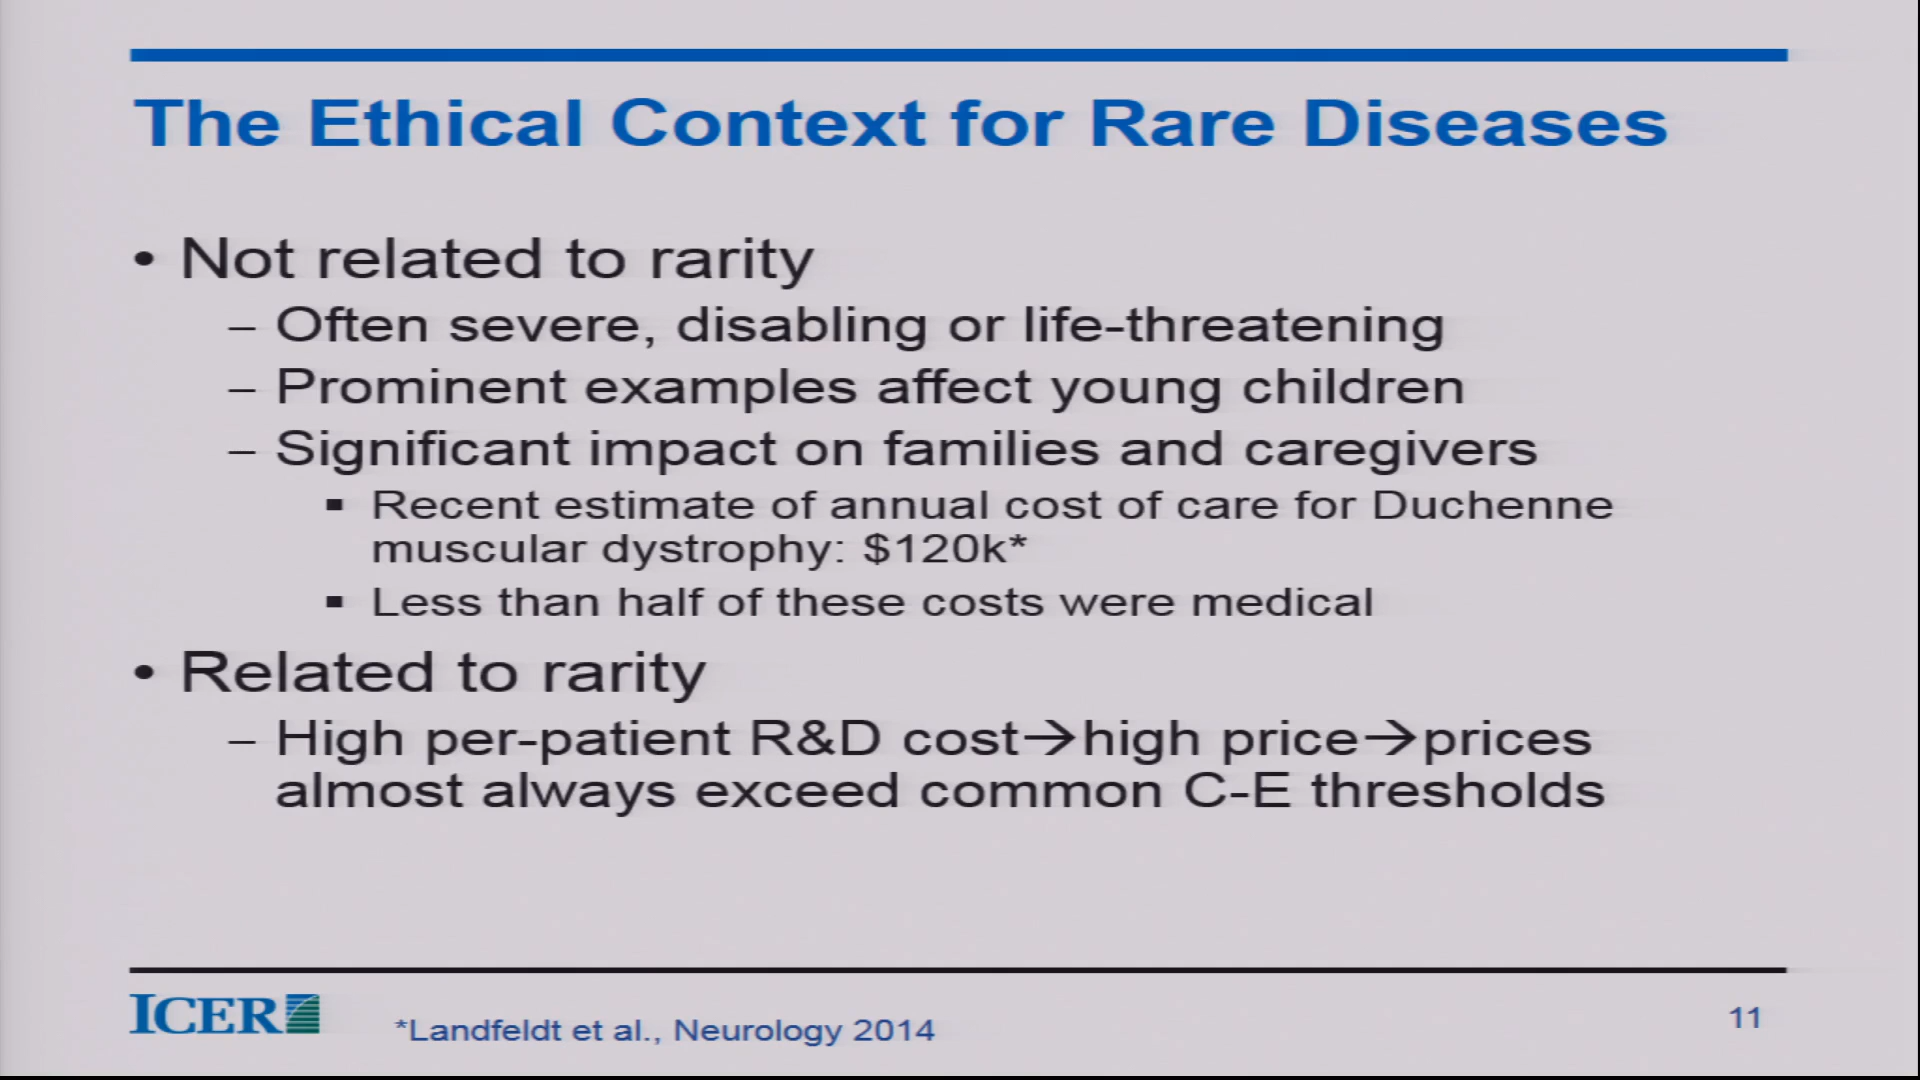 The Ethical Context for Rare Diseases
• Not related to rarity
– Often severe, disabling or life-threatening
– Prominent examples affect young children
– Significant impact on families and caregivers
▪ Recent estimate of annual cost of care for Duchenne
muscular dystrophy: $120k*
▪ Less than half of these costs were medical
• Related to rarity
– High per-patient R&D cost→high price→prices
almost always exceed common C-E thresholds
ICER
*Landfeldt et al., Neurology 2014
11